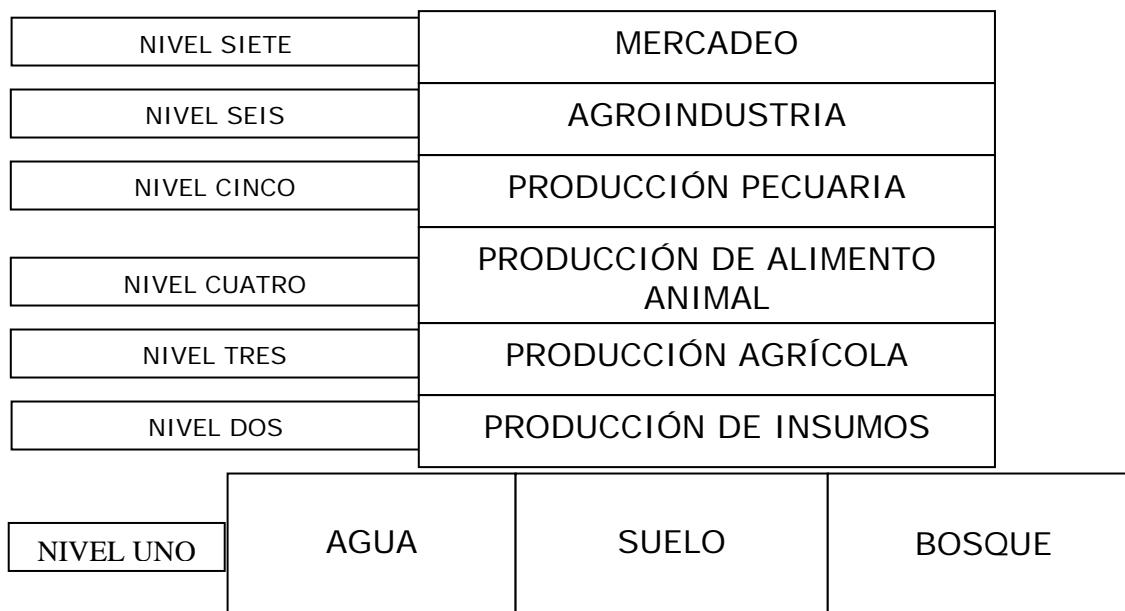 NIVEL SIETE
MERCADEO
NIVEL SEIS
AGROINDUSTRIA
NIVEL CINCO
PRODUCCIÓN PECUARIA
NIVEL CUATRO
PRODUCCIÓN DE ALIMENTO
ANIMAL
NIVEL TRES
PRODUCCIÓN AGRÍCOLA
NIVEL DOS
PRODUCCIÓN DE INSUMOS
NIVEL UNO
AGUA
SUELO
BOSQUE